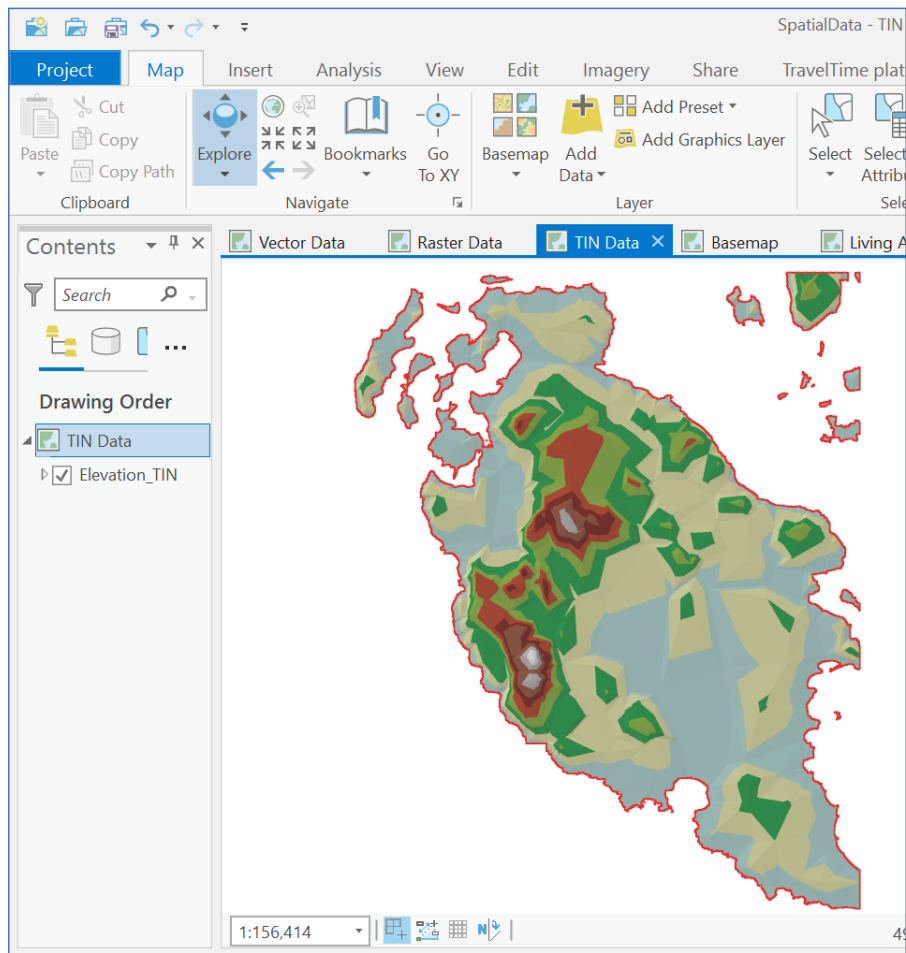 SpatialData - TIN
Project
Map
Insert
Analysis
View
Edit
Imagery
Share
TravelTime plat
Paste
Cut
Copy
Copy Path
Clipboard
Explore
Bookmarks
Go
To XY
Navigate
Basemap
Add
Data
Add Preset
Add Graphics Layer
Layer
Select
Select
Attribu
Sele
Contents
Search
Drawing Order
TIN Data
Elevation_TIN
Vector Data
Raster Data
TIN Data
Basemap
Living A
1:156,414
N
49